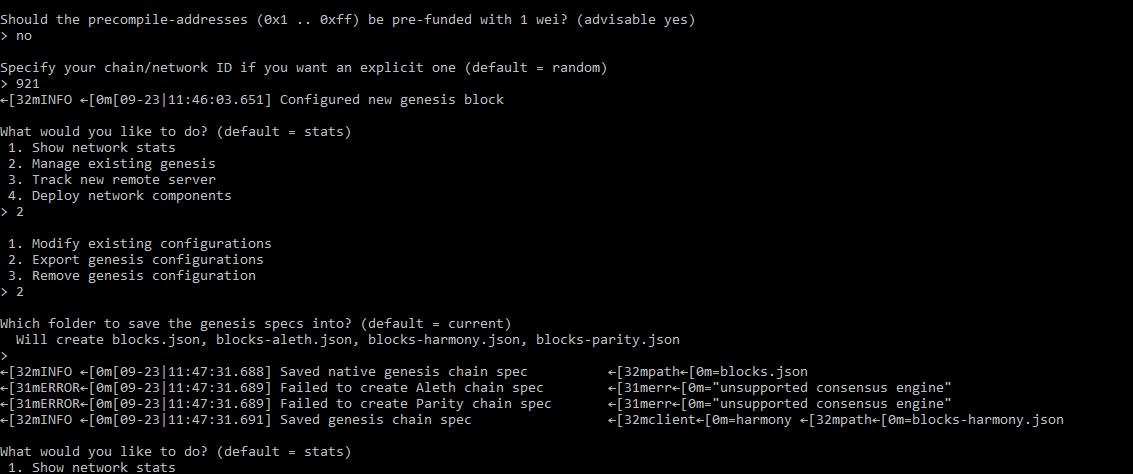 Should the precompile-addresses (0x1 .. 0xff) be pre-funded with 1 wei? (advisable yes)
> no
Specify your chain/network ID if you want an explicit one (default = random)
> 921
←[32mINFO ←[0m[09-23|11:46:03.651] Configured new genesis block
What would you like to do? (default = stats)
1. Show network stats
2. Manage existing genesis
3. Track new remote server
4. Deploy network components
> 2
1. Modify existing configurations
2. Export genesis configurations
3. Remove genesis configuration
> 2
Which folder to save the genesis specs into? (default = current)
Will create blocks.json, blocks-aleth.json, blocks-harmony.json, blocks-parity.json
>
←[32mINFO ←[0m[09-23|11:47:31.688] Saved native genesis chain spec ←[32mpath←[0m=blocks.json
←[31mERROR←[0m[09-23|11:47:31.689] Failed to create Aleth chain spec ←[31merr←[0m="unsupported consensus engine"
←[31mERROR←[0m[09-23|11:47:31.689] Failed to create Parity chain spec ←[31merr←[0m="unsupported consensus engine"
←[32mINFO ←[0m[09-23|11:47:31.691] Saved genesis chain spec ←[32mclient←[0m=harmony ←[32mpath←[0m=blocks-harmony.json
What would you like to do? (default = stats)
1. Show network stats